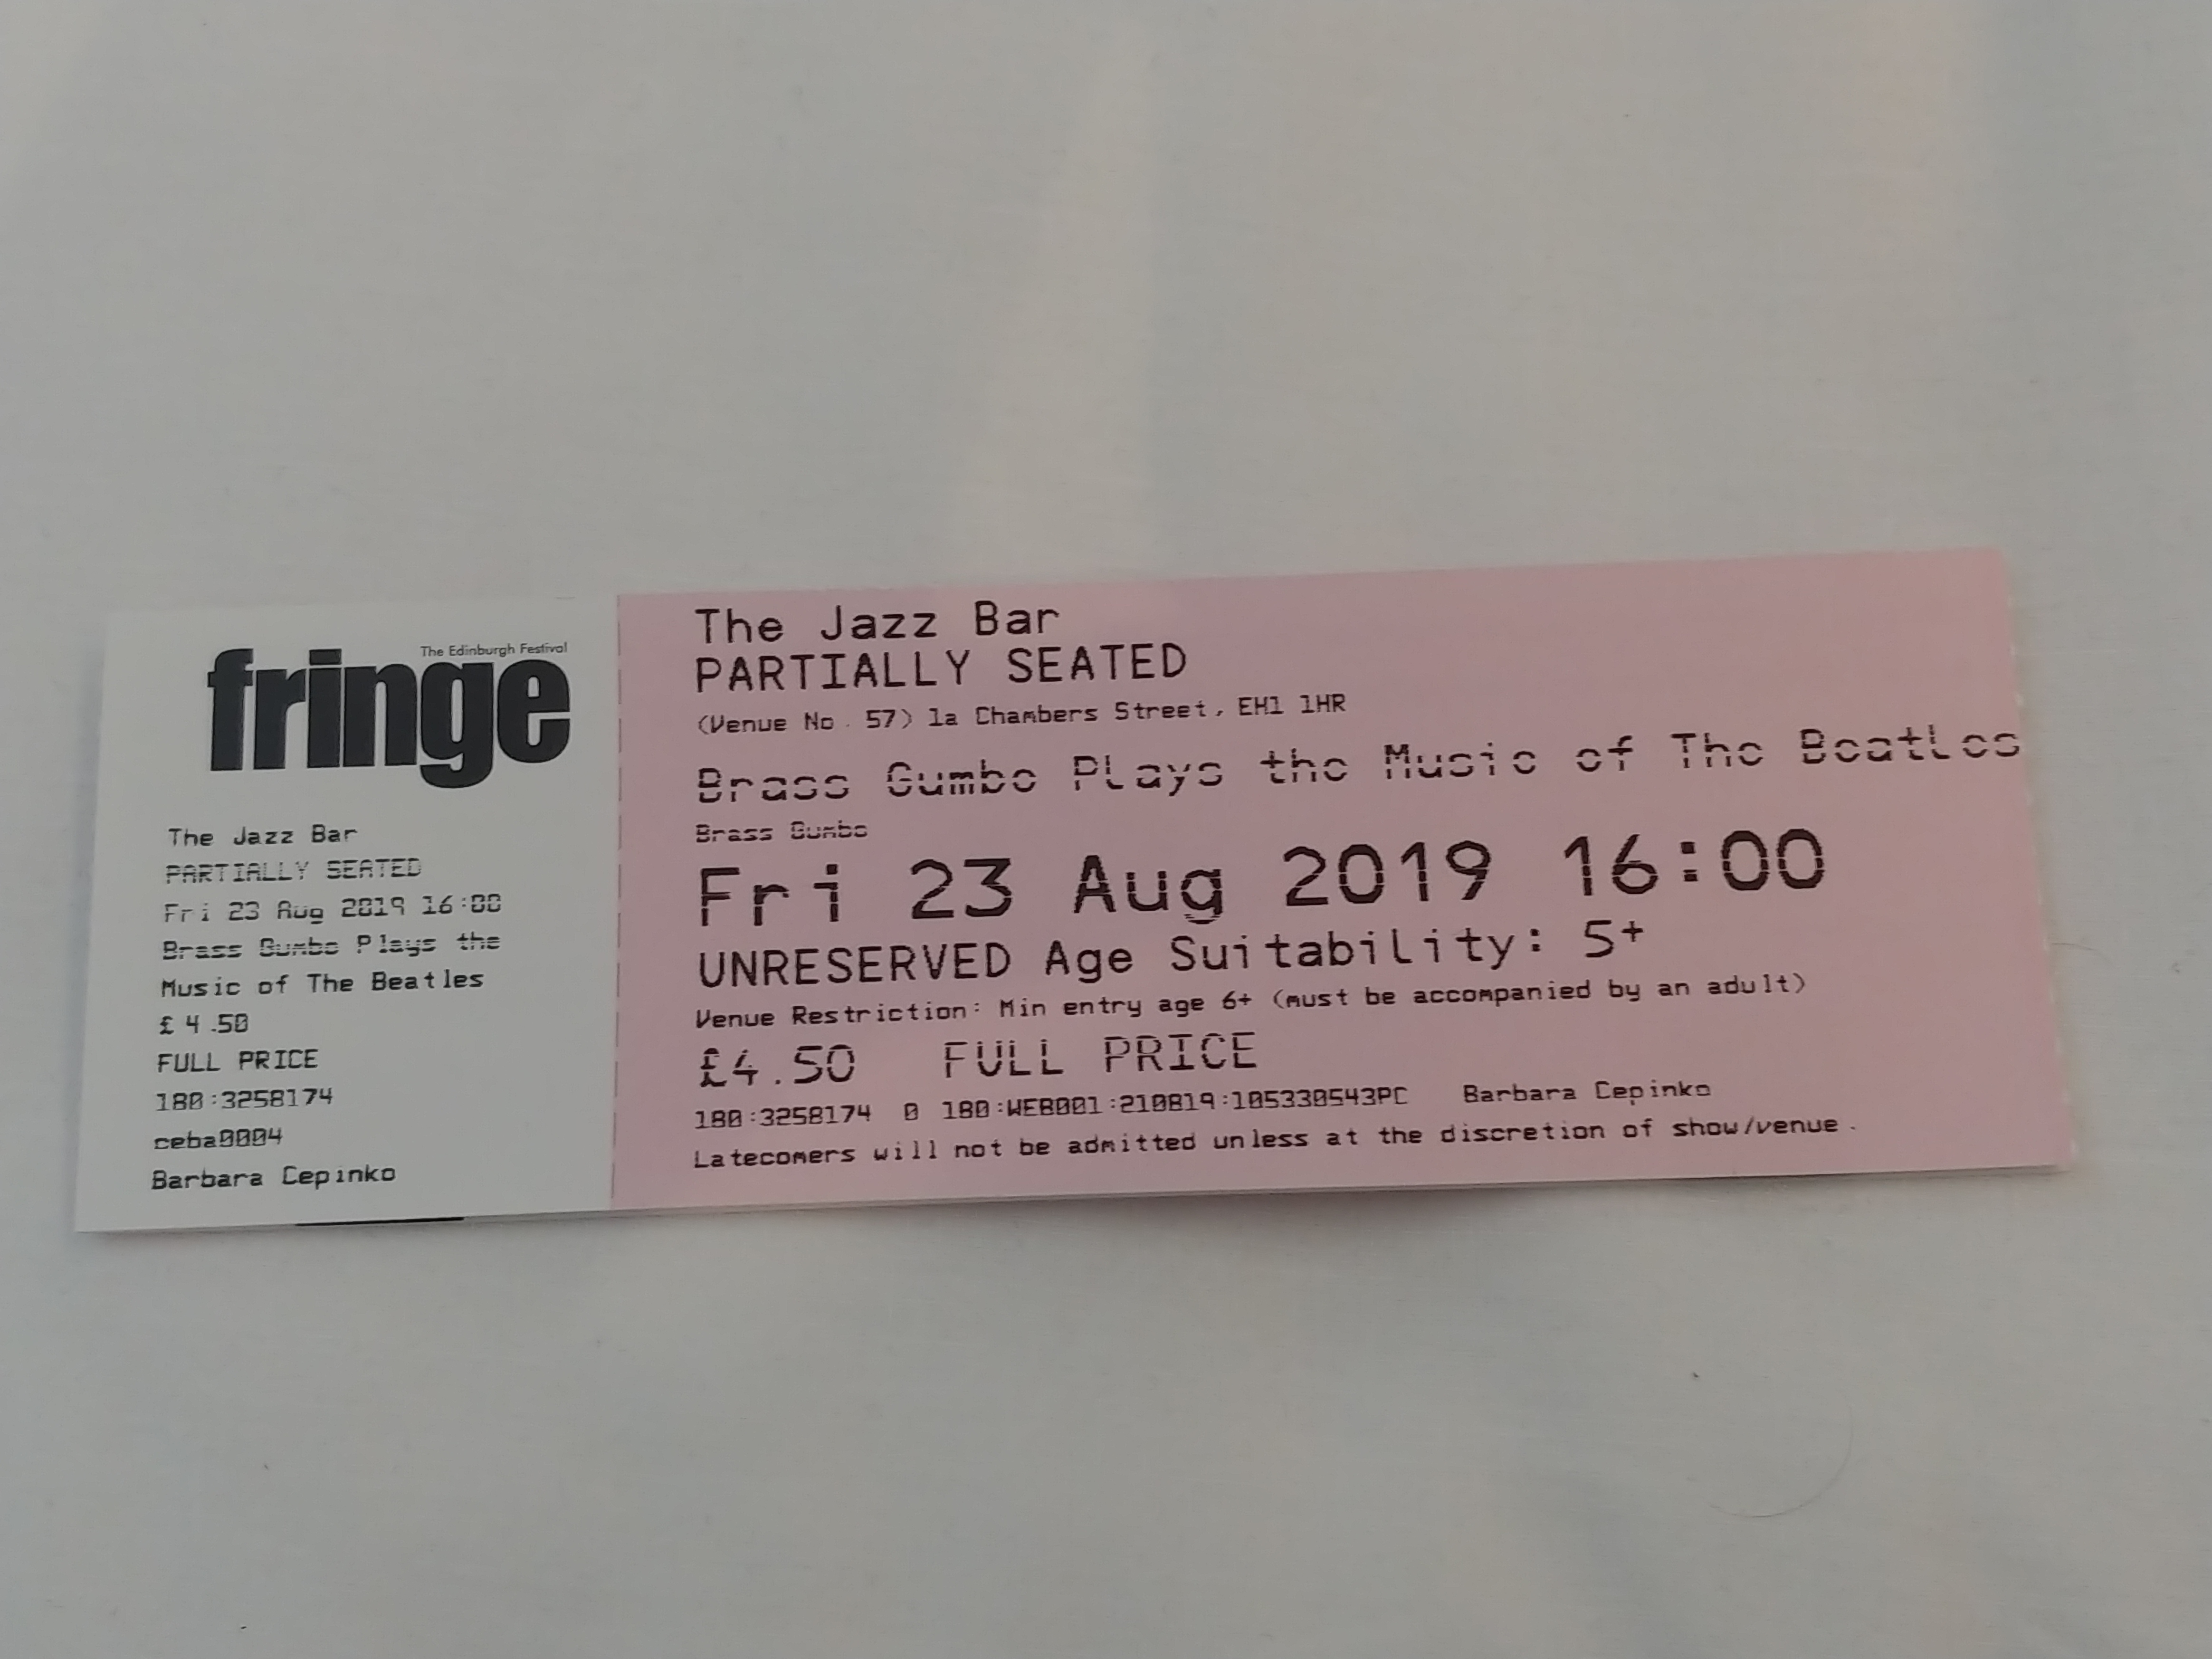 The Edinburgh Festival
fringe
The Jazz Bar
PARTIALLY SEATED
Fri 23 Aug 2019 16:00
Brass Gumbo Plays the
Music of The Beatles
£4.50
FULL PRICE
180:3258174
ceba0004
Barbara Cepinko
The Jazz Bar
PARTIALLY SEATED
(Venue No. 57) 1a Chambers Street, EH1 1HR
Brass Gumbo Plays the Music of The Beatles
Brass Gumbo
Fri 23 Aug 2019 16:00
UNRESERVED Age Suitability: 5+
Venue Restriction: Min entry age 6+ (must be accompanied by an adult)
£4.50 FULL PRICE
180:3258174 0 180:WEB001:210819:105330543PC Barbara Cepinko
Latecomers will not be admitted unless at the discretion of show/venue.